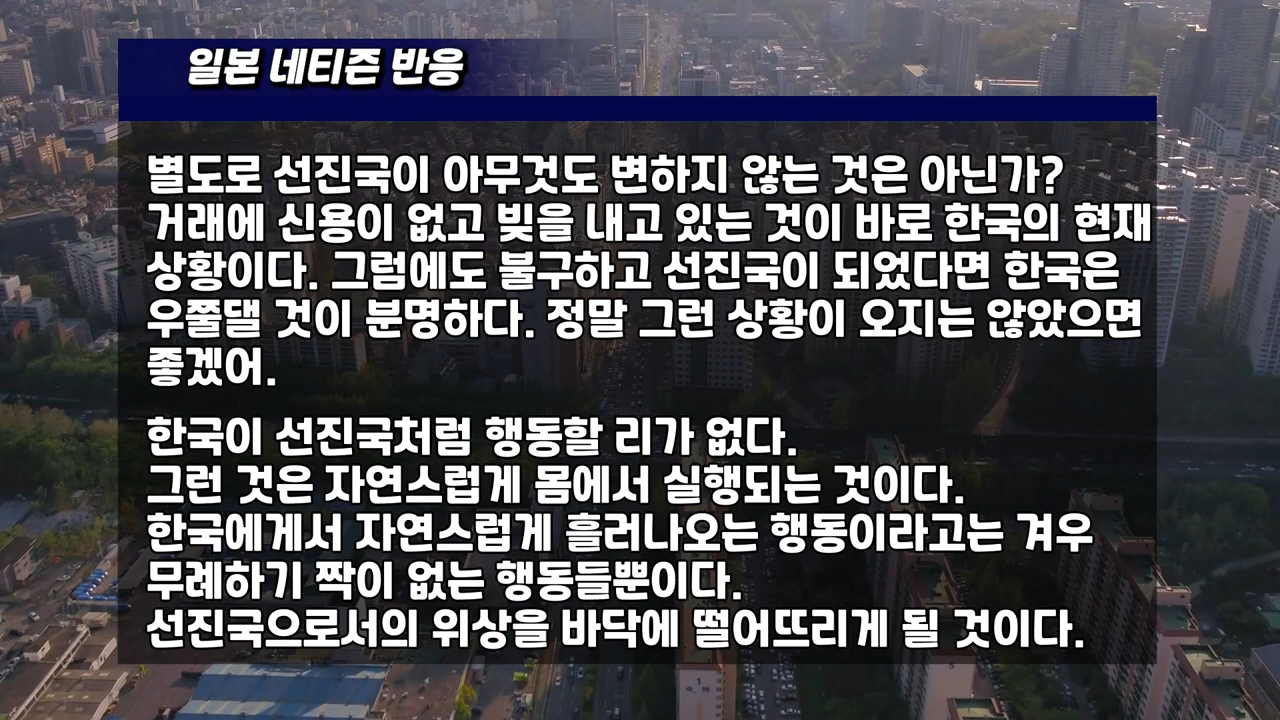 일본 네티즌 반응
별도로 선진국이 아무것도 변하지 않는 것은 아닌가?
거래에 신용이 없고 빚을 내고 있는 것이 바로 한국의 현재
상황이다. 그럼에도 불구하고 선진국이 되었다면 한국은
우쭐댈 것이 분명하다. 정말 그런 상황이 오지는 않았으면
좋겠어.
한국이 선진국처럼 행동할 리가 없다.
그런 것은 자연스럽게 몸에서 실행되는 것이다.
한국에게서 자연스럽게 흘러나오는 행동이라고는 겨우
무례하기 짝이 없는 행동들뿐이다.
선진국으로서의 위상을 바닥에 떨어뜨리게 될 것이다.